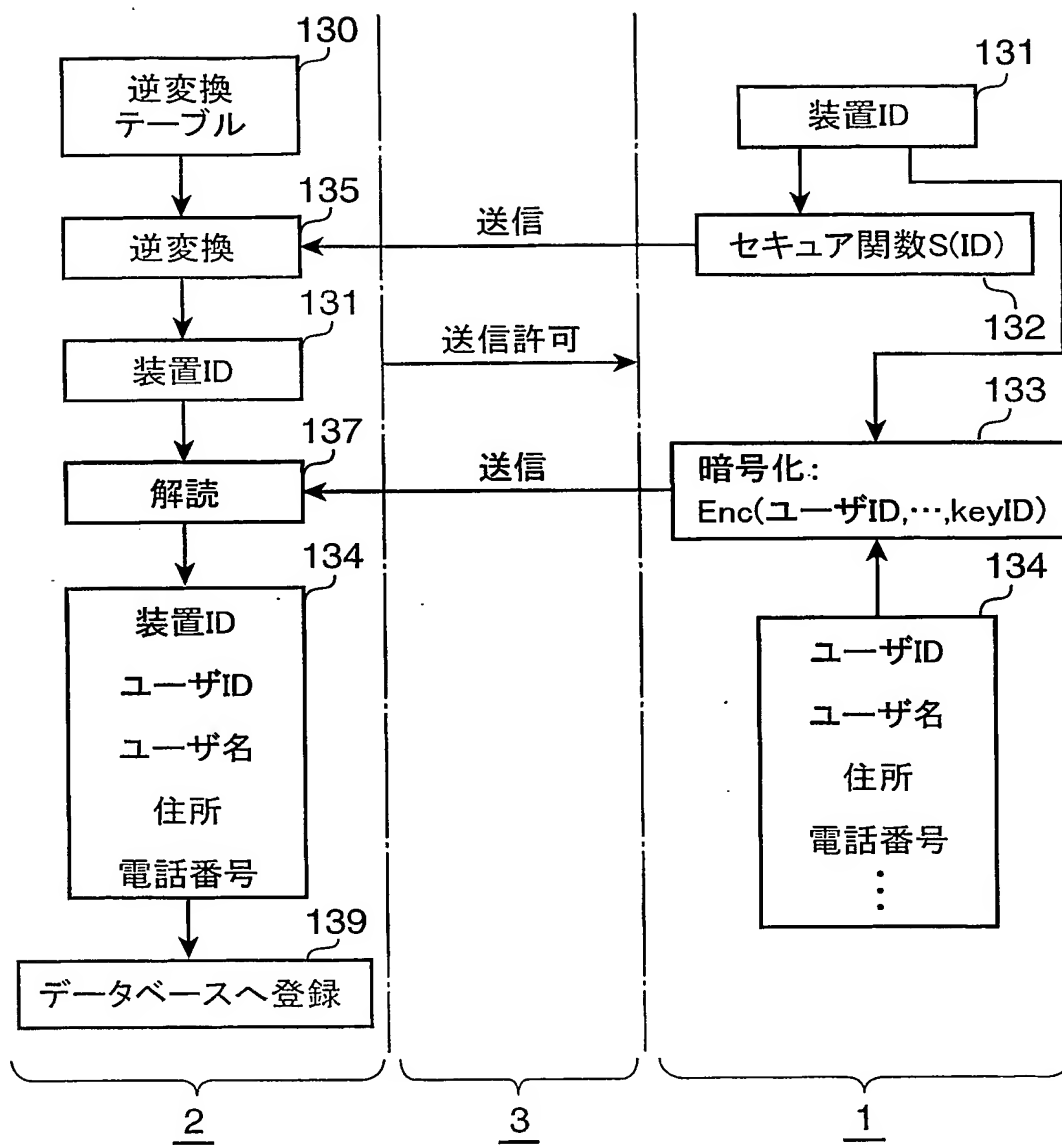 130
逆変換
テーブル
135
逆変換
131
装置ID
137
解読
134
装置ID
ユーザID
ユーザ名
住所
電話番号
139
データベースへ登録
2
送信
送信許可
送信
3
131
装置ID
セキュア関数S(ID)
132
133
暗号化:
Enc(ユーザID,…,keyID)
134
ユーザID
ユーザ名
住所
電話番号
⋮
1